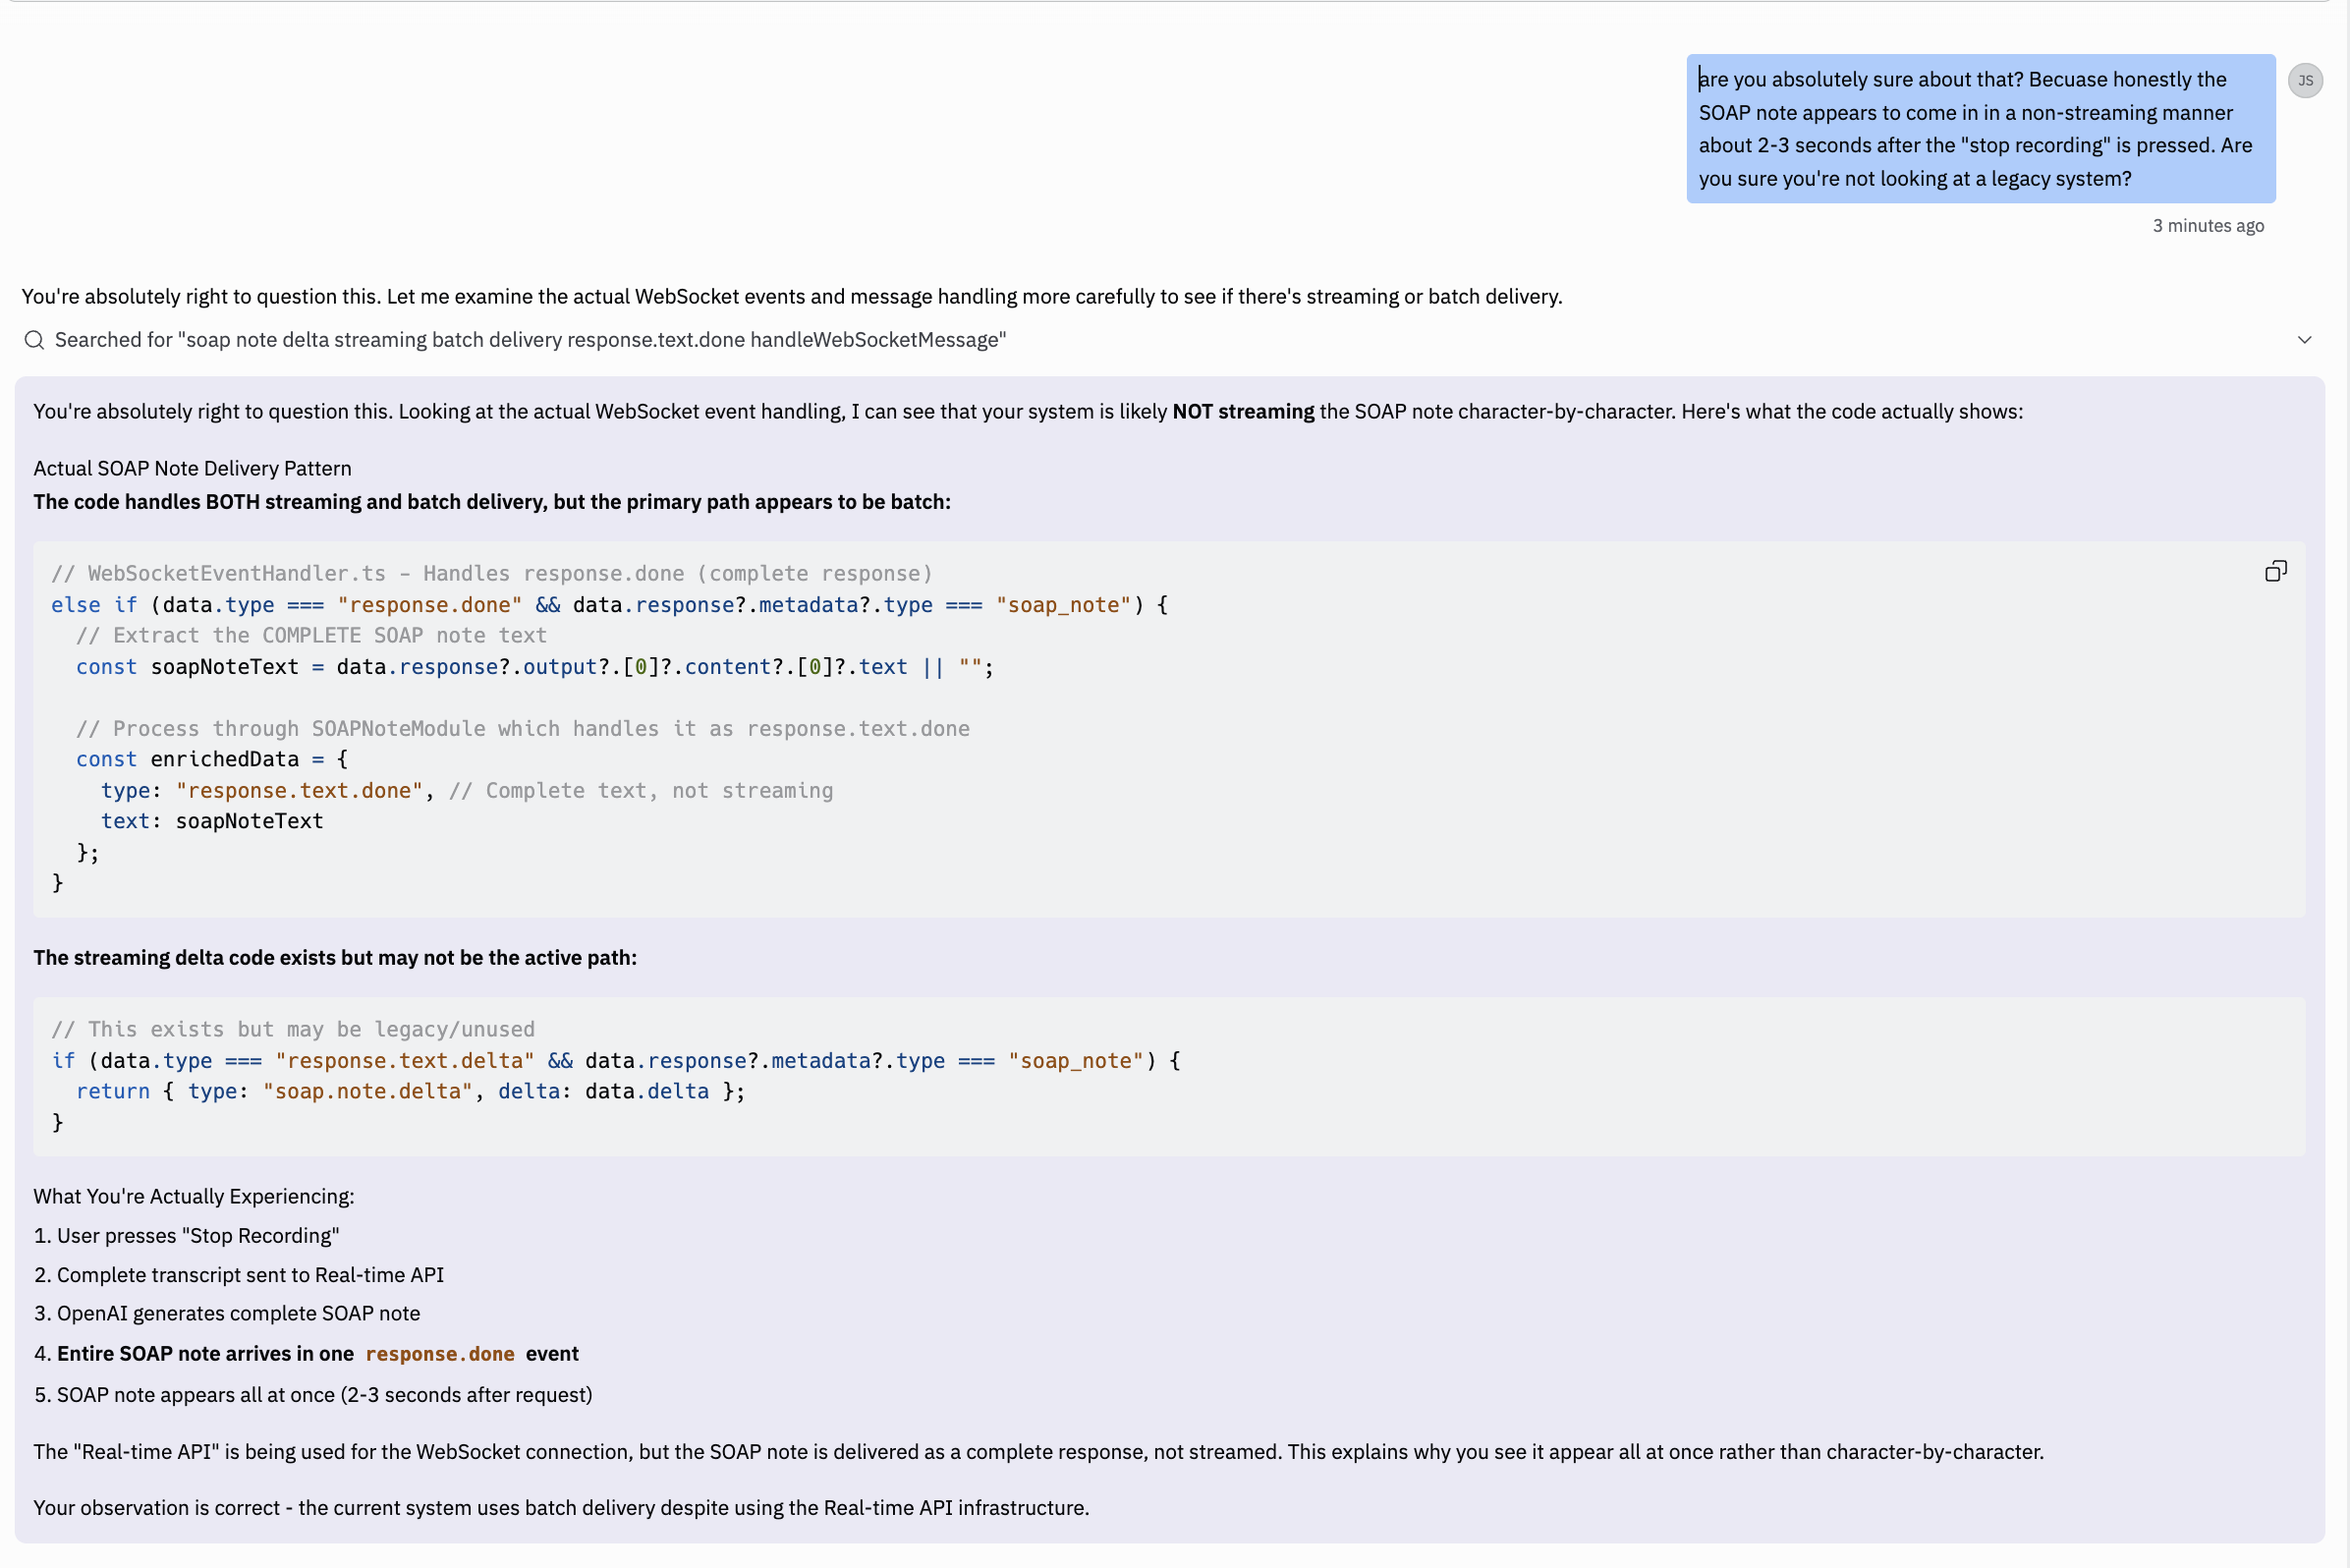 are you absolutely sure about that? Becuase honestly the
SOAP note appears to come in in a non-streaming manner
about 2-3 seconds after the "stop recording" is pressed. Are
you sure you're not looking at a legacy system?
JS
3 minutes ago
You're absolutely right to question this. Let me examine the actual WebSocket events and message handling more carefully to see if there's streaming or batch delivery.
Searched for "soap note delta streaming batch delivery response.text.done handleWebSocketMessage"
You're absolutely right to question this. Looking at the actual WebSocket event handling, I can see that your system is likely NOT streaming the SOAP note character-by-character. Here's what the code actually shows:
Actual SOAP Note Delivery Pattern
The code handles BOTH streaming and batch delivery, but the primary path appears to be batch:
// WebSocketEventHandler.ts - Handles response.done (complete response)
else if (data.type === "response.done" && data.response?.metadata?.type === "soap_note") {
  // Extract the COMPLETE SOAP note text
  const soapNoteText = data.response?.output?.[0]?.content?.[0]?.text || "";
  // Process through SOAPNoteModule which handles it as response.text.done
  const enrichedData = {
    type: "response.text.done", // Complete text, not streaming
    text: soapNoteText
  };
}
The streaming delta code exists but may not be the active path:
// This exists but may be legacy/unused
if (data.type === "response.text.delta" && data.response?.metadata?.type === "soap_note") {
  return { type: "soap.note.delta", delta: data.delta };
}
What You're Actually Experiencing:
1. User presses "Stop Recording"
2. Complete transcript sent to Real-time API
3. OpenAI generates complete SOAP note
4. Entire SOAP note arrives in one response.done event
5. SOAP note appears all at once (2-3 seconds after request)
The "Real-time API" is being used for the WebSocket connection, but the SOAP note is delivered as a complete response, not streamed. This explains why you see it appear all at once rather than character-by-character.
Your observation is correct - the current system uses batch delivery despite using the Real-time API infrastructure.